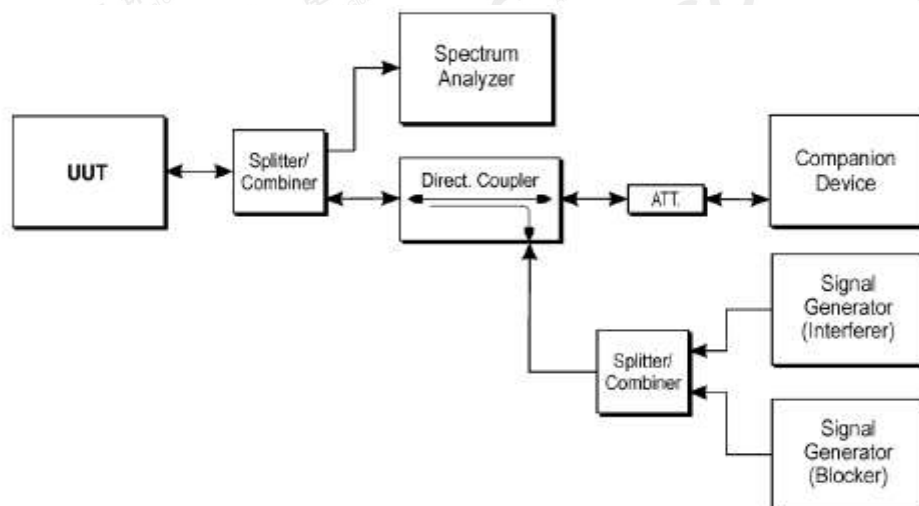 Spectrum
Analyzer
UUT
Splitter/
Combiner
Direct. Coupler
ATT.
Companion
Device
Signal
Generator
(Interferer)
Splitter/
Combiner
Signal
Generator
(Blocker)